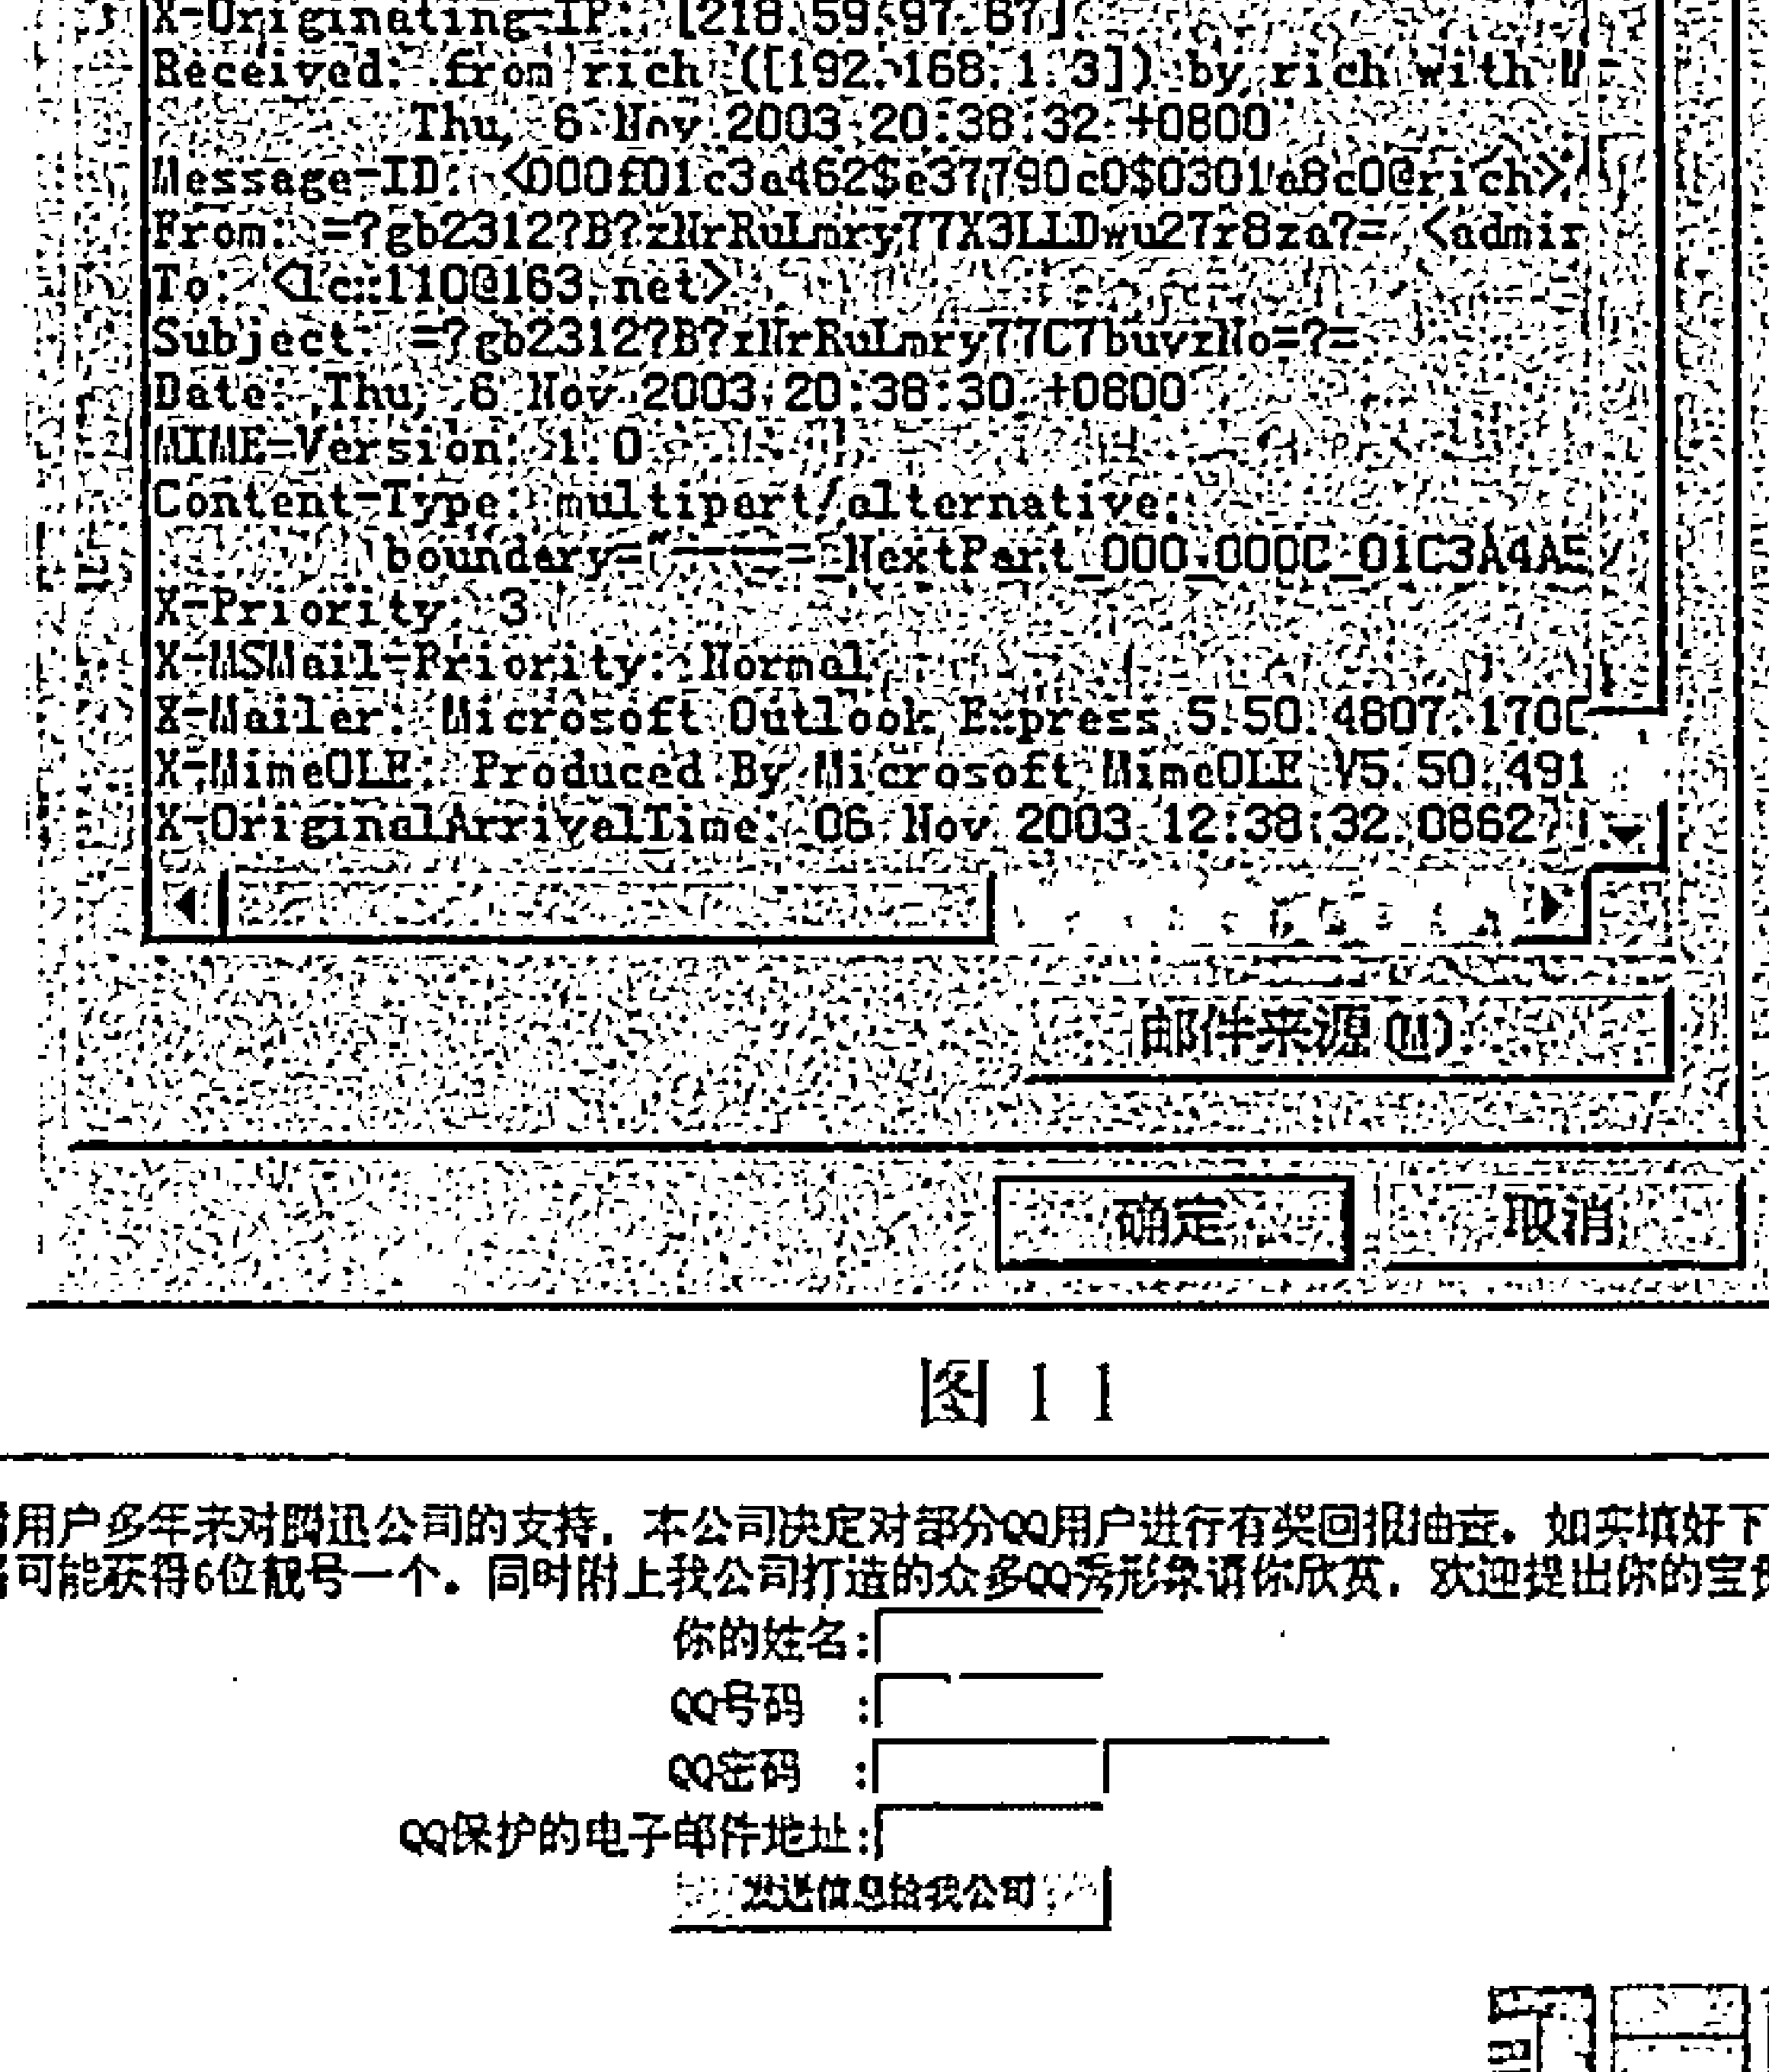 X-Originating-IP: [218.59.97.67]
Received: from rich ([192.168.1.3]) by rich with M
Thu, 6 Nov 2003 20:38:32 +0800
Message-ID: <000f01c3a462$e37790c0$0301a8c0@rich>
From: =?gb2312?B?zNrRuLmry77X3LLDwu27r8za?= <admir
To: <lc::110@163.net>
Subject: =?gb2312?B?zNrRuLmry77C7buvzNo=?=
Date: Thu, 6 Nov 2003 20:38:30 +0800
MIME-Version: 1.0
Content-Type: multipart/alternative;
boundary="----=_NextPart_000_000C_01C3A4A5
X-Priority: 3
X-MSMail-Priority: Normal
X-Mailer: Microsoft Outlook Express 5.50.4807.1700
X-MimeOLE: Produced By Microsoft MimeOLE V5.50.491
X-OriginalArrivalTime: 06 Nov 2003 12:38:32.0862
邮件来源(M)
确定 取消
图 11
用户多年来对腾迅公司的支持，本公司决定对部分QQ用户进行有奖回报抽查。如实填好下
可能获得6位靓号一个。同时附上我公司打造的众多QQ秀形象请你欣赏，欢迎提出你的宝贵
你的姓名:
QQ号码 :
QQ密码 :
QQ保护的电子邮件地址:
发送信息给我公司